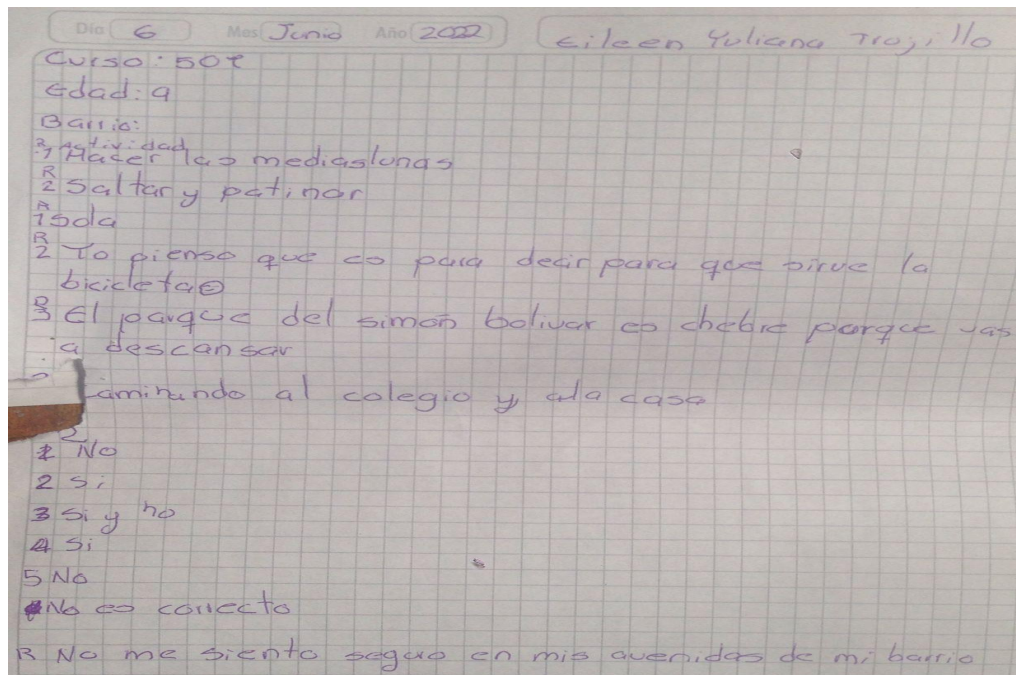 Día 6 Mes Junio Año 2022 Eileen Yuliana Trojillo
Curso: 502
Edad: 9
Barrio:
Actividad
R 1 Hacer las mediaslunas
R 2 Saltar y patinar
R 1 Sola
R 2 Yo pienso que es para decir para que sirve la
bicicleta
R 3 El parque del simon bolivar es chebre porque vas
a descansar
Caminando al colegio y ala casa
2
1 No
2 Si
3 Si y no
4 Si
5 No
No es correcto
R No me siento seguro en mis avenidas de mi barrio